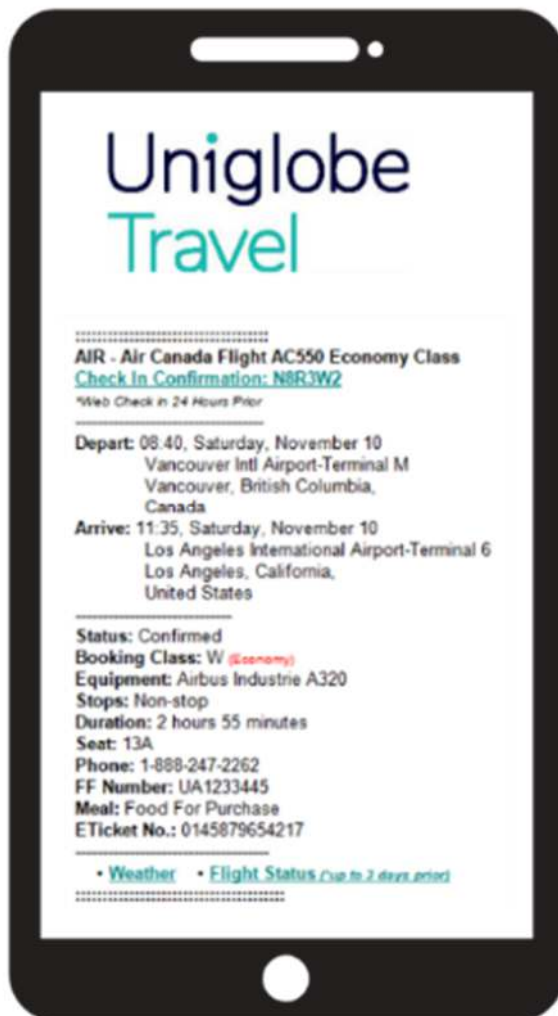 Uniglobe
Travel
AIR - Air Canada Flight AC550 Economy Class
Check In Confirmation: N8R3W2
*Web Check in 24 Hours Prior
Depart: 08:40, Saturday, November 10
Vancouver Intl Airport-Terminal M
Vancouver, British Columbia,
Canada
Arrive: 11:35, Saturday, November 10
Los Angeles International Airport-Terminal 6
Los Angeles, California,
United States
Status: Confirmed
Booking Class: W (Economy)
Equipment: Airbus Industrie A320
Stops: Non-stop
Duration: 2 hours 55 minutes
Seat: 13A
Phone: 1-888-247-2262
FF Number: UA1233445
Meal: Food For Purchase
ETicket No.: 0145879654217
• Weather • Flight Status (*up to 3 days prior)